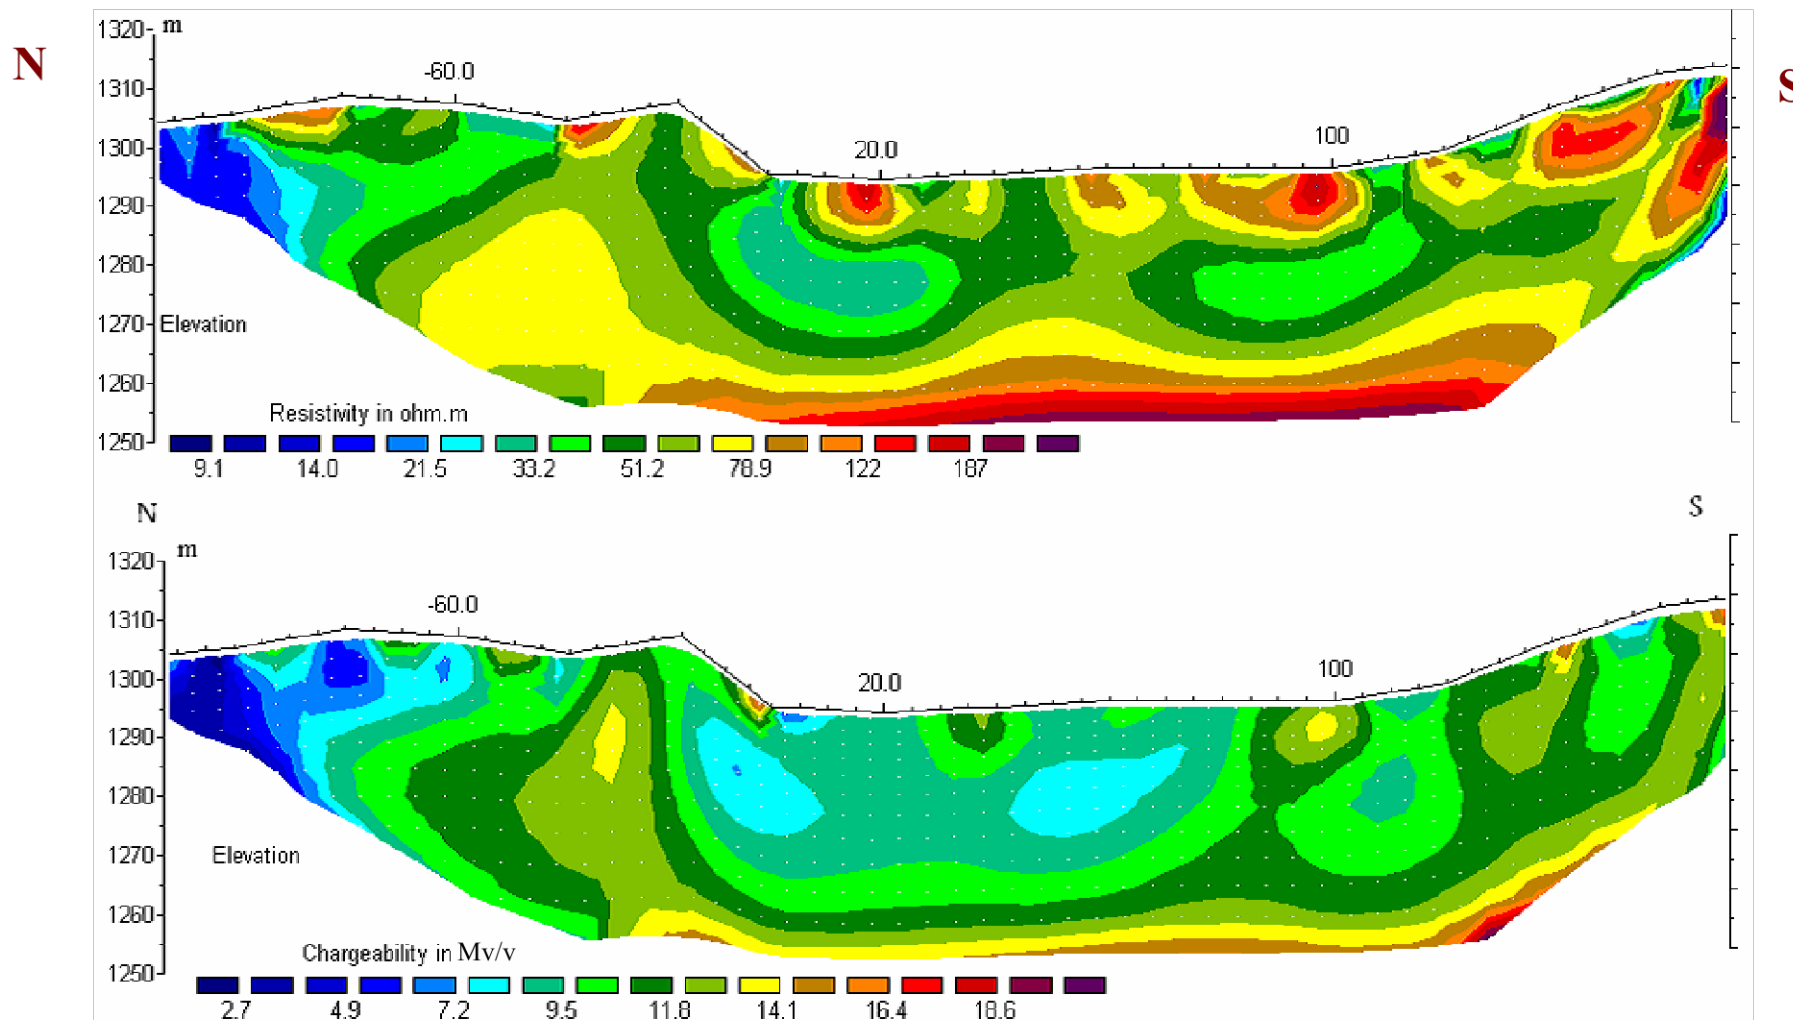 1320 m
N
S
-60.0
1310
100
1300
20.0
1290
1280
1270
Elevation
1260
Resistivity in ohm.m
1250
9.1 14.0 21.5 33.2 51.2 78.9 122 187
N S
m
1320
-60.0
1310
100
1300
20.0
1290
1280
1270
Elevation
1260
Chargeability in Mv/v
1250
2.7 4.9 7.2 9.5 11.8 14.1 16.4 18.6